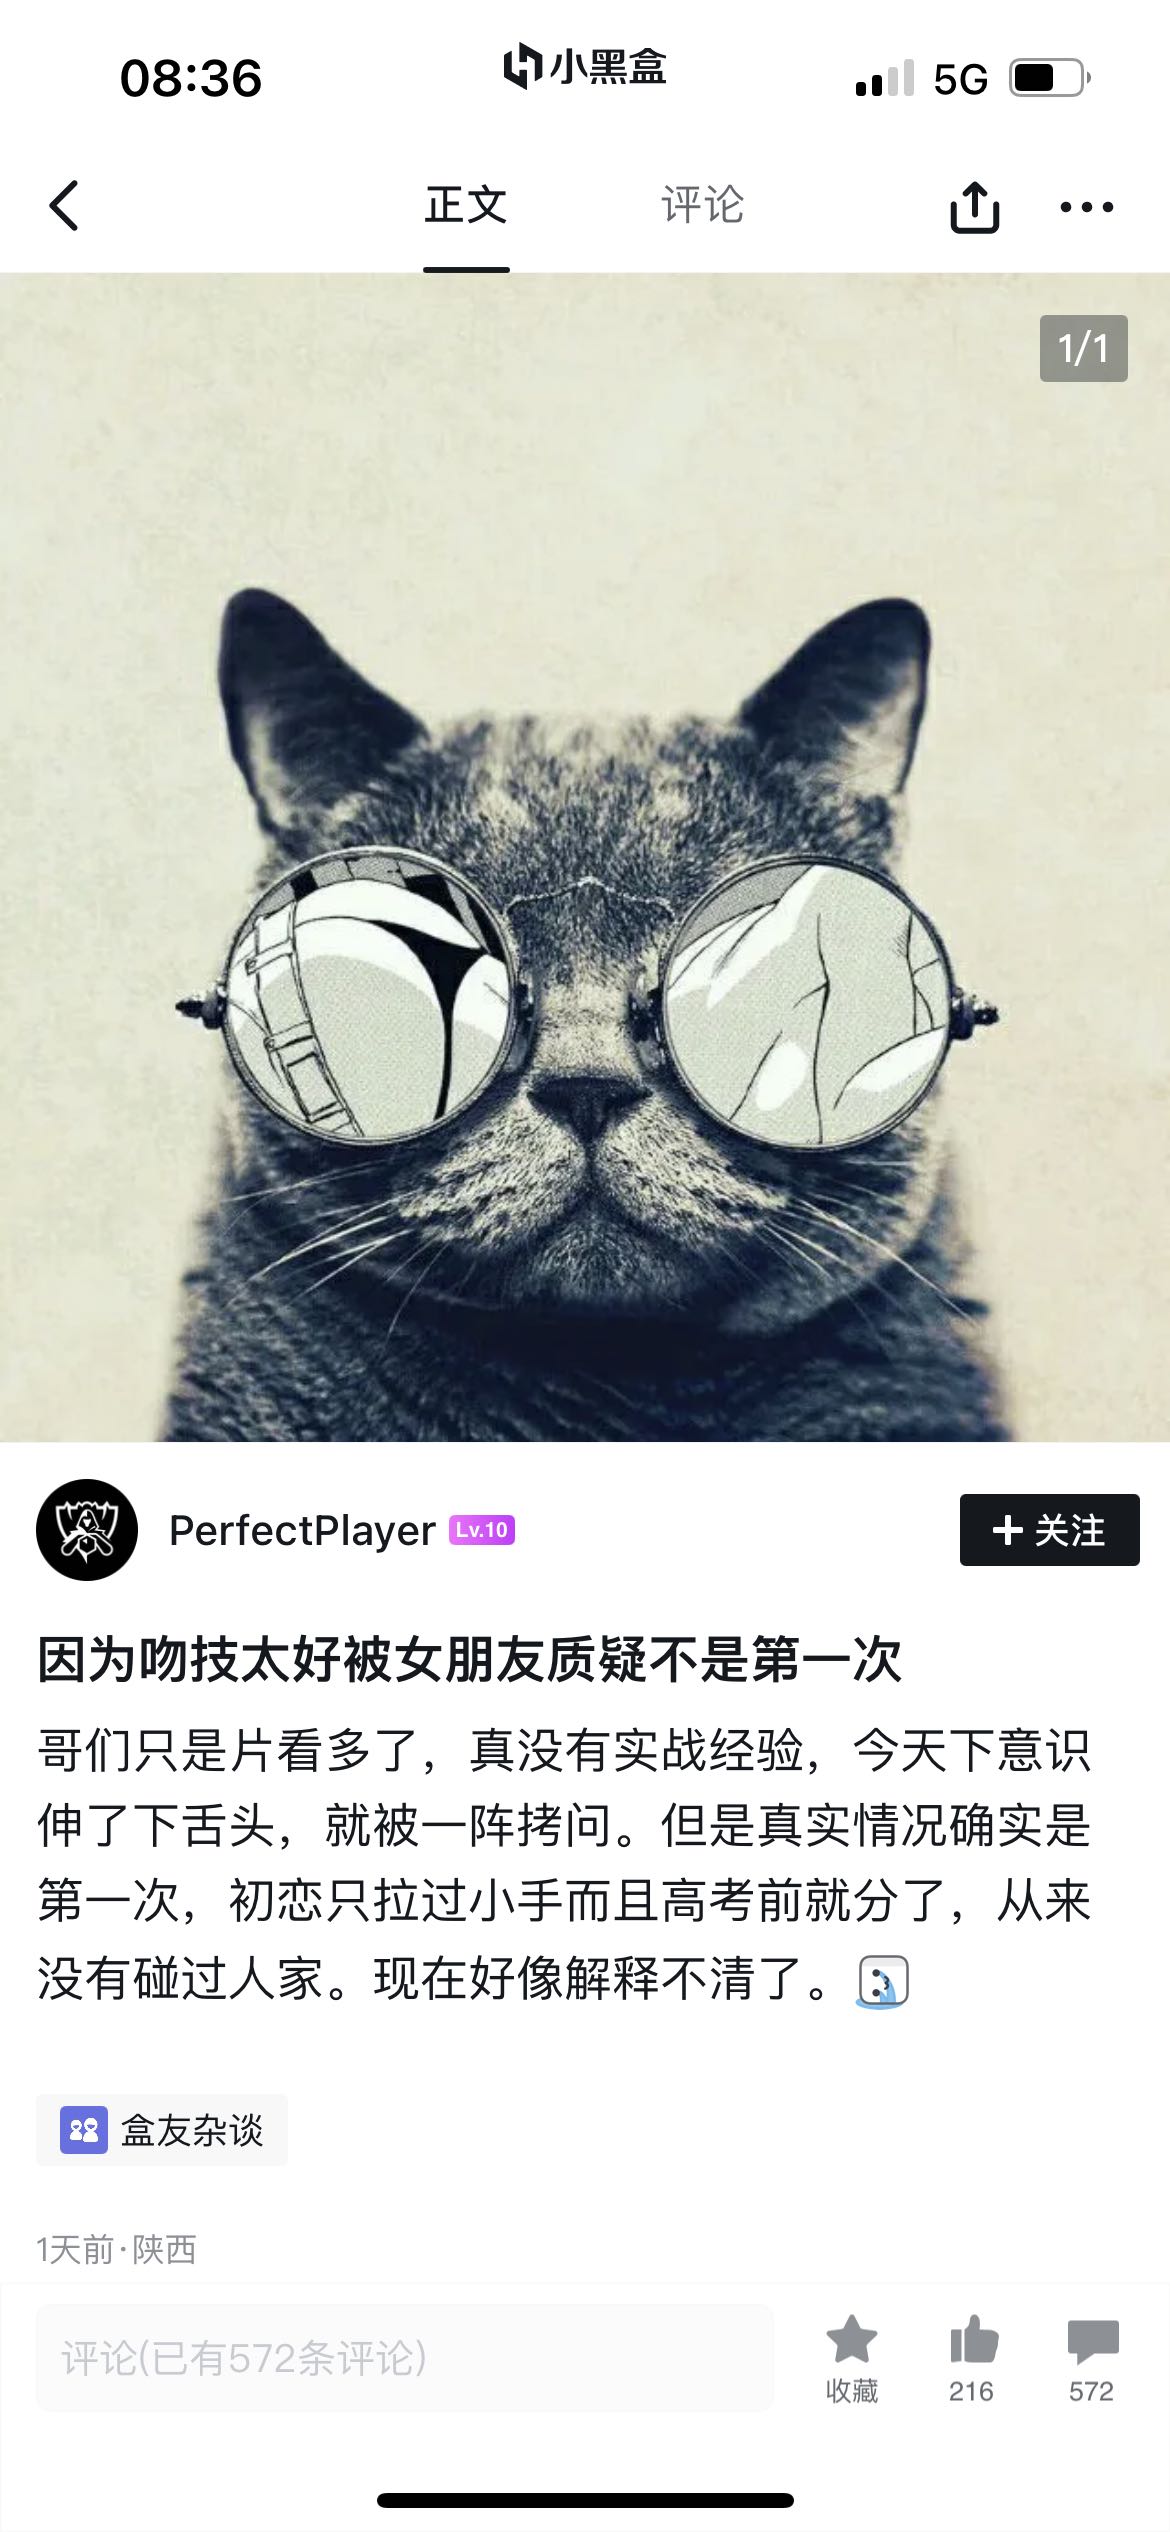 08:36
小黑盒
5G
正文
评论
1/1
PerfectPlayer Lv.10
关注
因为吻技太好被女朋友质疑不是第一次
哥们只是片看多了，真没有实战经验，今天下意识
伸了下舌头，就被一阵拷问。但是真实情况确实是
第一次，初恋只拉过小手而且高考前就分了，从来
没有碰过人家。现在好像解释不清了。
盒友杂谈
1天前·陕西
评论(已有572条评论)
收藏
216
572